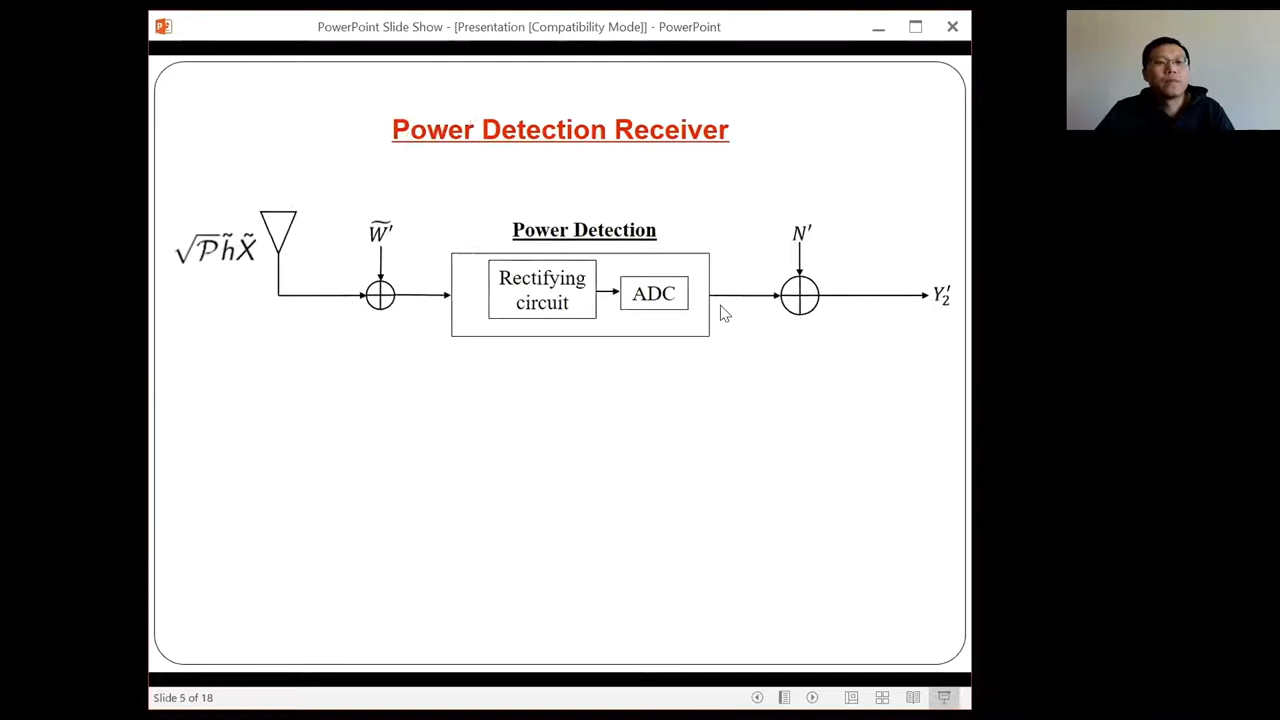 PowerPoint Slide Show - [Presentation [Compatibility Mode]] - PowerPoint
Power Detection Receiver
√𝒫h̃X̃
W̃′
Power Detection
Rectifying
circuit
ADC
N′
Y₂′
Slide 5 of 18